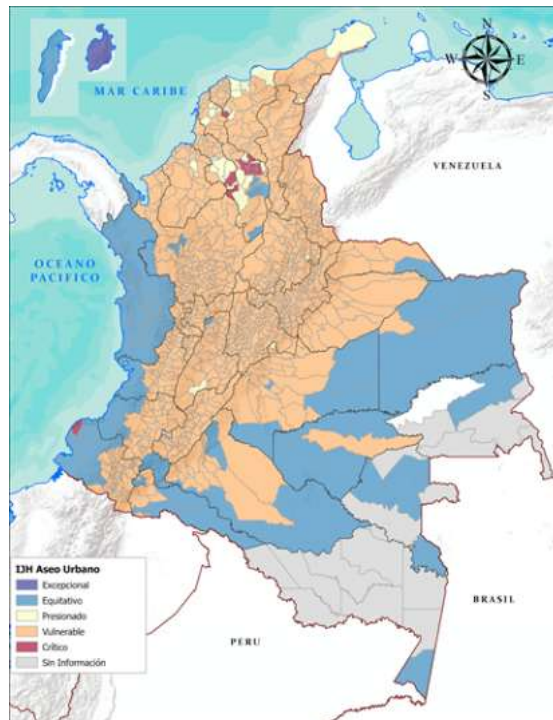 N
W E
S
MAR CARIBE
VENEZUELA
OCEANO
PACIFICO
IJH Aseo Urbano
Excepcional
Equitativo
Presionado
Vulnerable
Crítico
Sin Información
BRASIL
PERU